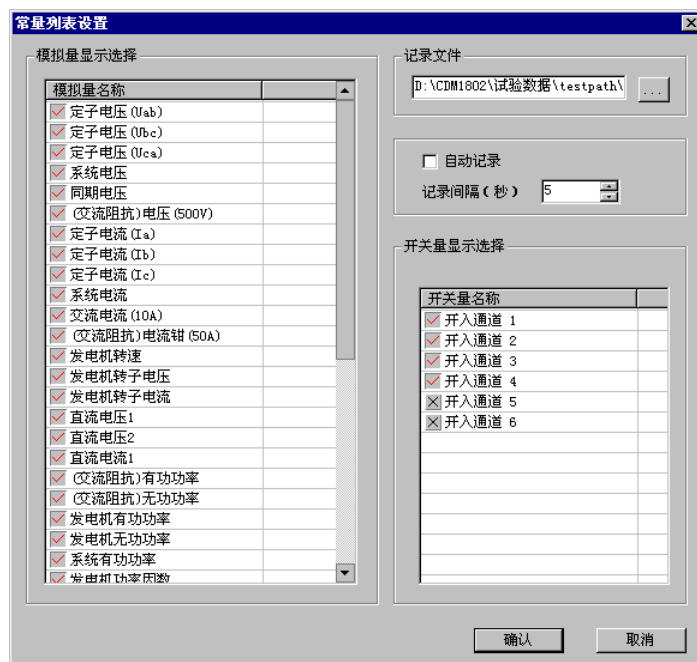 常量列表设置
模拟量显示选择
模拟量名称
定子电压(Uab)
定子电压(Ubc)
定子电压(Uca)
系统电压
同期电压
(交流阻抗)电压(500V)
定子电流(Ia)
定子电流(Ib)
定子电流(Ic)
系统电流
交流电流(10A)
(交流阻抗)电流钳(50A)
发电机转速
发电机转子电压
发电机转子电流
直流电压1
直流电压2
直流电流1
(交流阻抗)有功功率
(交流阻抗)无功功率
发电机有功功率
发电机无功功率
系统有功功率
发电机功率因数
记录文件
D:\CDM1802\试验数据\testpath\
...
自动记录
记录间隔(秒) 5
开关量显示选择
开关量名称
开入通道 1
开入通道 2
开入通道 3
开入通道 4
开入通道 5
开入通道 6
确认
取消